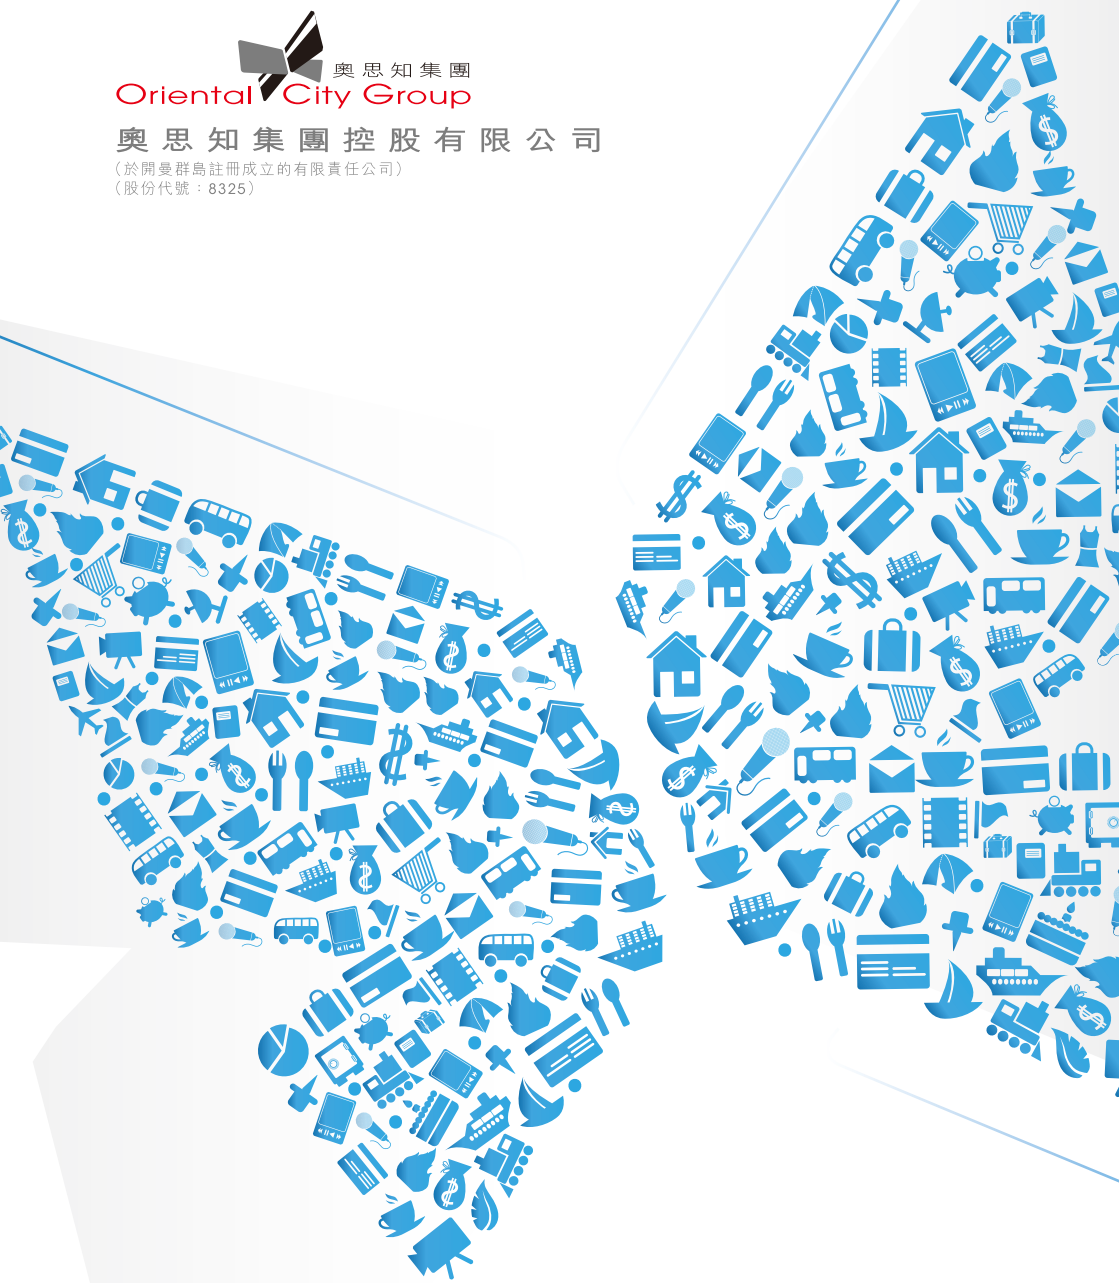 奧思知集團
Oriental City Group
奧思知集團控股有限公司
（於開曼群島註冊成立的有限責任公司）
（股份代號：8325）